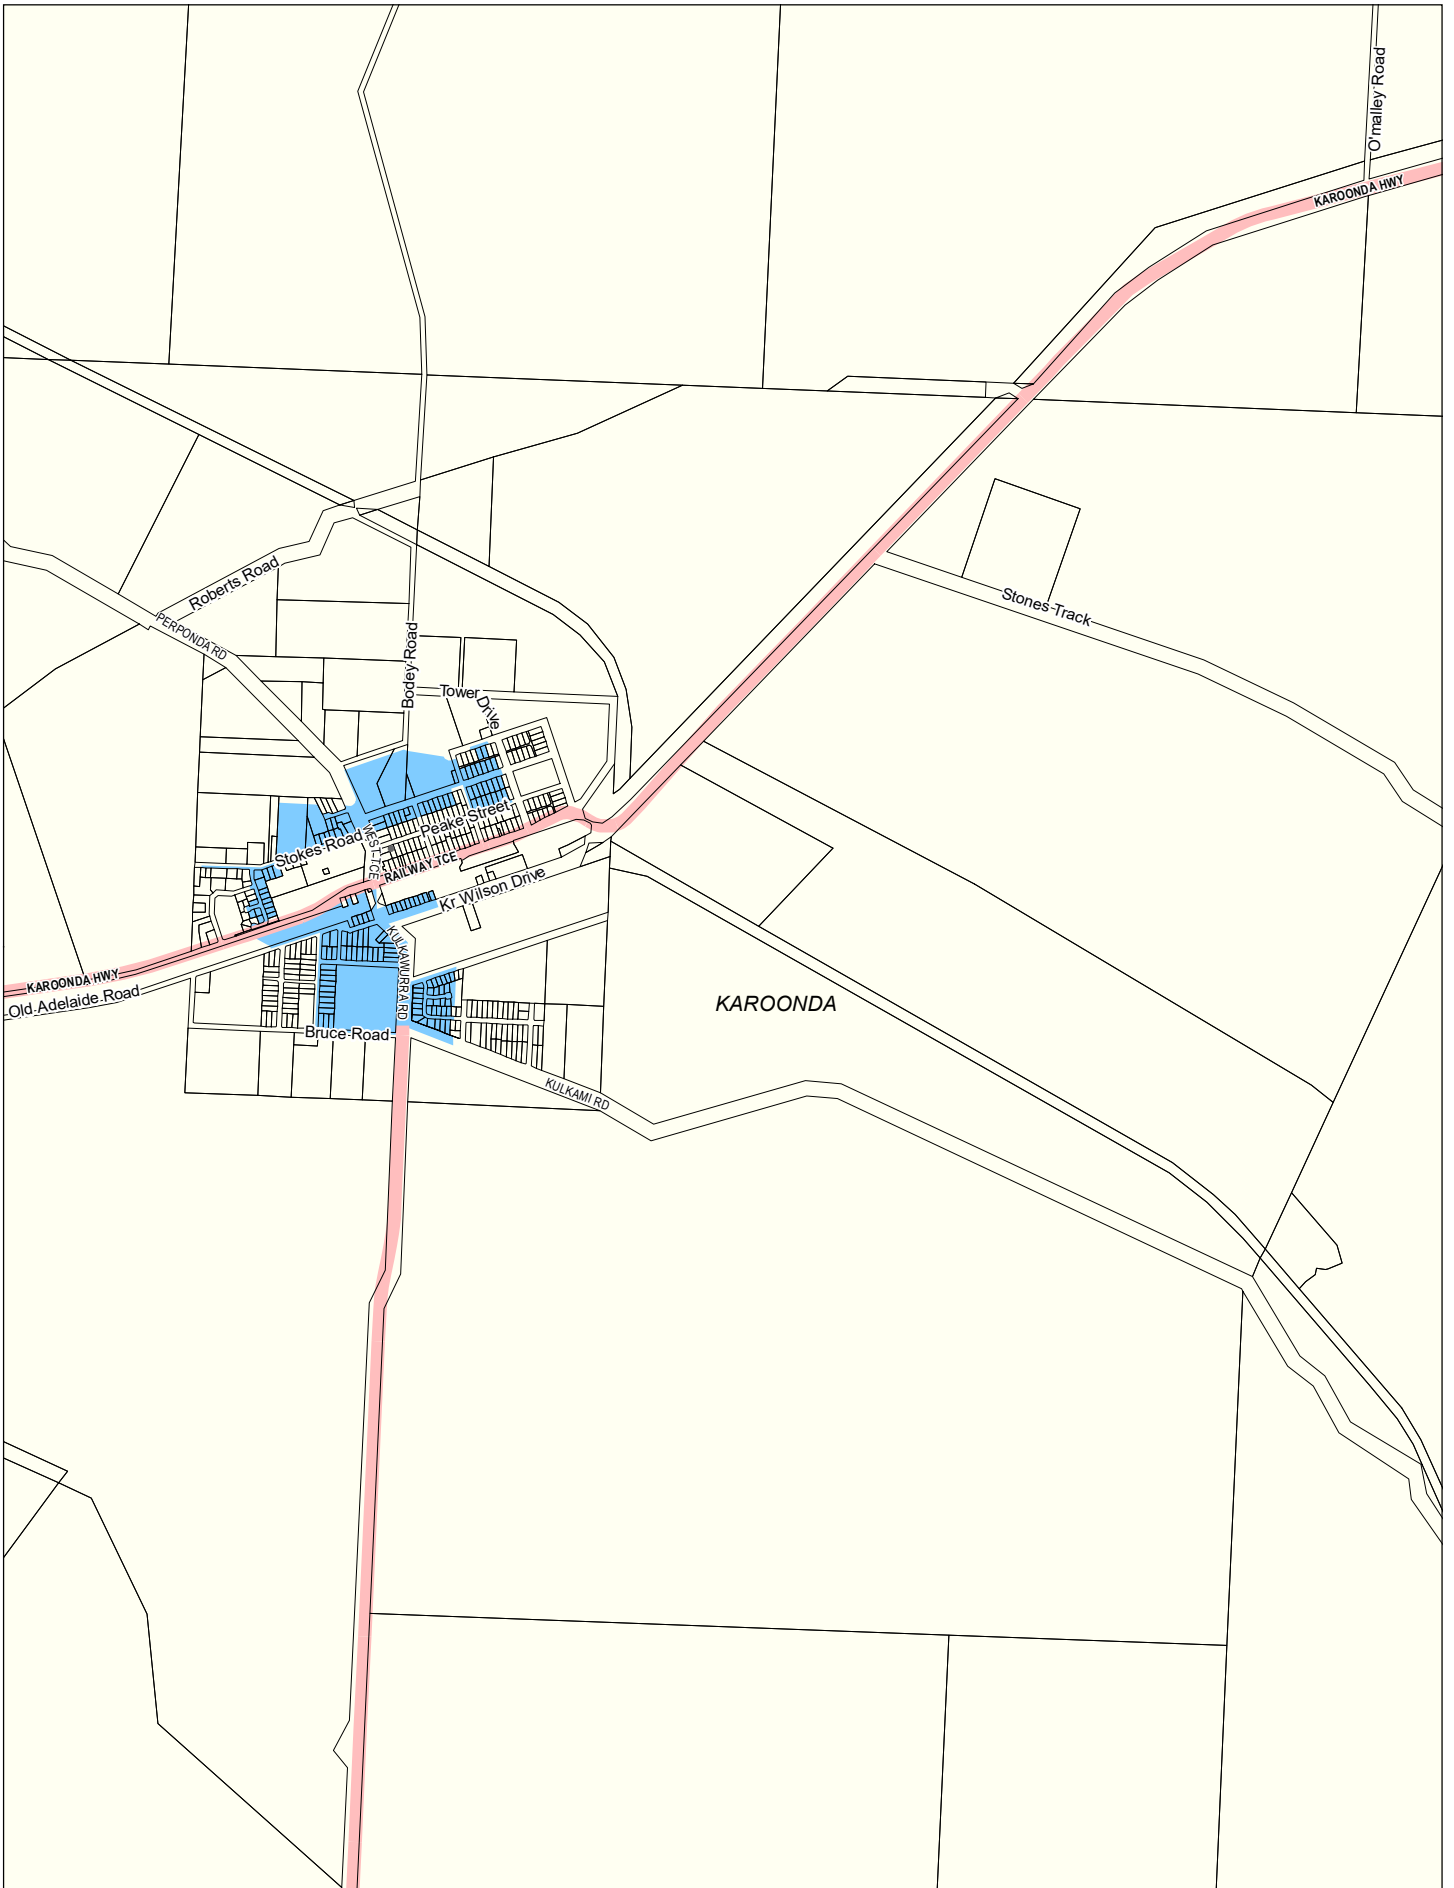 O'malley Road
KAROONDA HWY
Roberts Road
Stones Track
PERPONDA RD
Bodey Road
Tower
Drive
Peake Street
WEST TCE
Stokes Road
RAILWAY TCE
Kr Wilson Drive
KULKAWURRA RD
KAROONDA HWY
Old Adelaide Road
KAROONDA
Bruce Road
KULKAMI RD